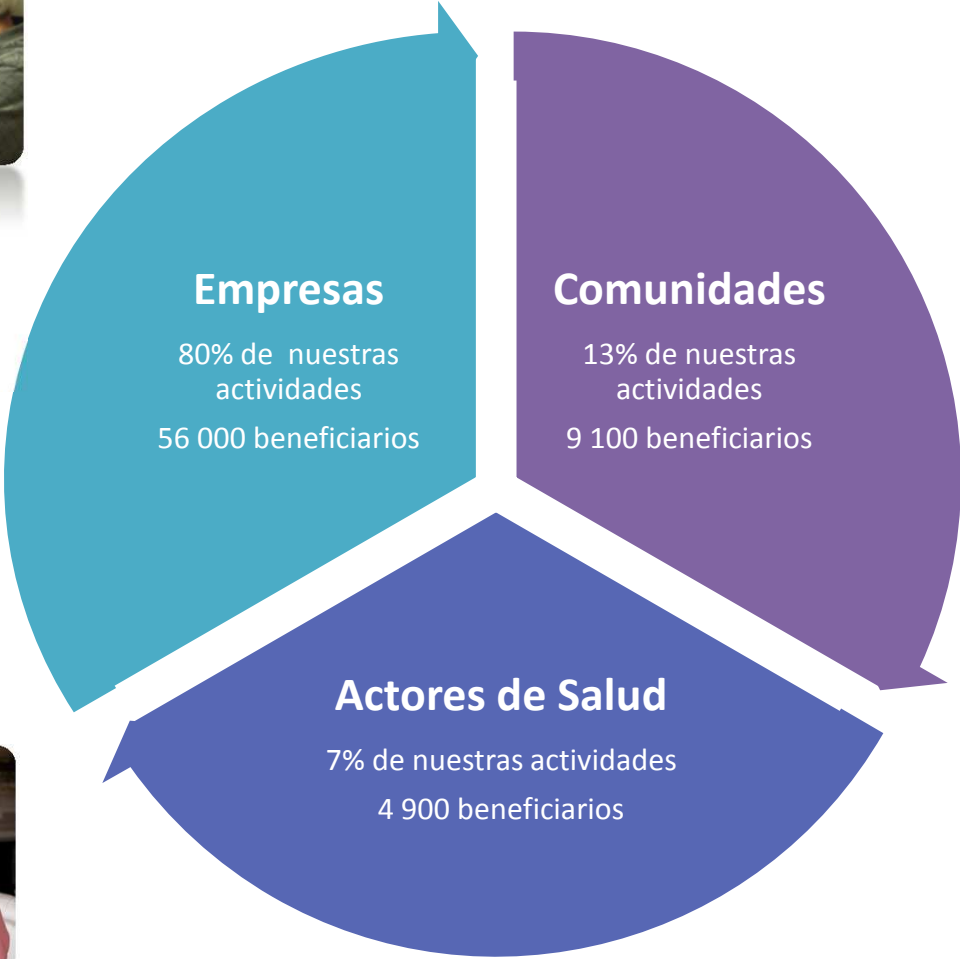 Empresas
80% de nuestras
actividades
56 000 beneficiarios
Comunidades
13% de nuestras
actividades
9 100 beneficiarios
Actores de Salud
7% de nuestras actividades
4 900 beneficiarios